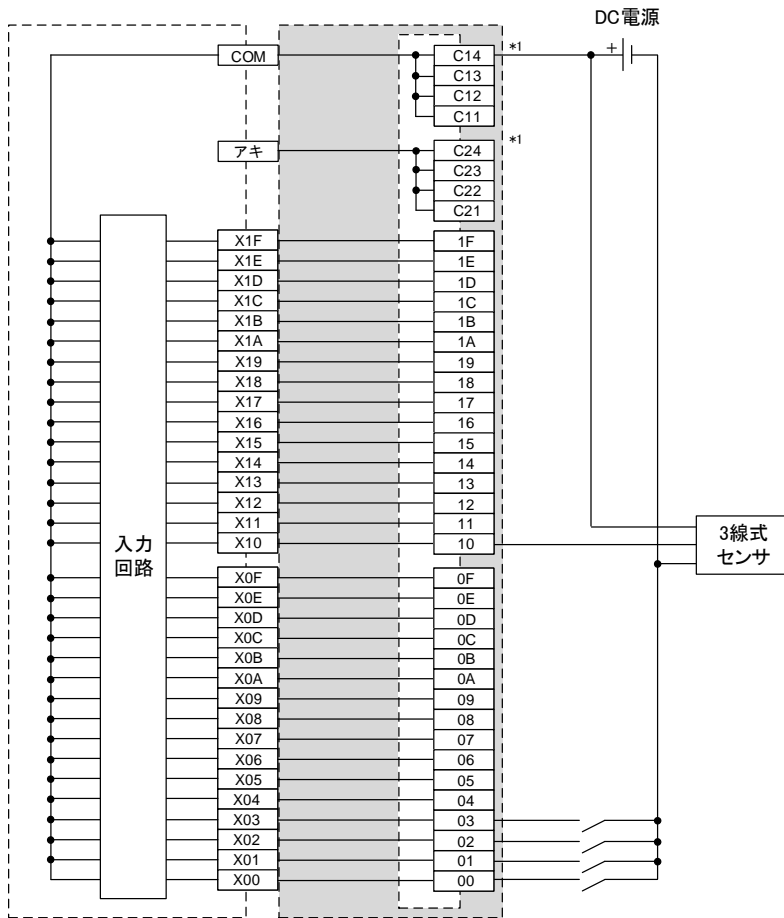 DC電源
+
COM
C14
*1
C13
C12
C11
アキ
C24
*1
C23
C22
C21
X1F
1F
X1E
1E
X1D
1D
X1C
1C
X1B
1B
X1A
1A
X19
19
X18
18
X17
17
X16
16
X15
15
X14
14
X13
13
X12
12
X11
11
X10
10
3線式
センサ
入力
回路
X0F
0F
X0E
0E
X0D
0D
X0C
0C
X0B
0B
X0A
0A
X09
09
X08
08
X07
07
X06
06
X05
05
X04
04
X03
03
X02
02
X01
01
X00
00